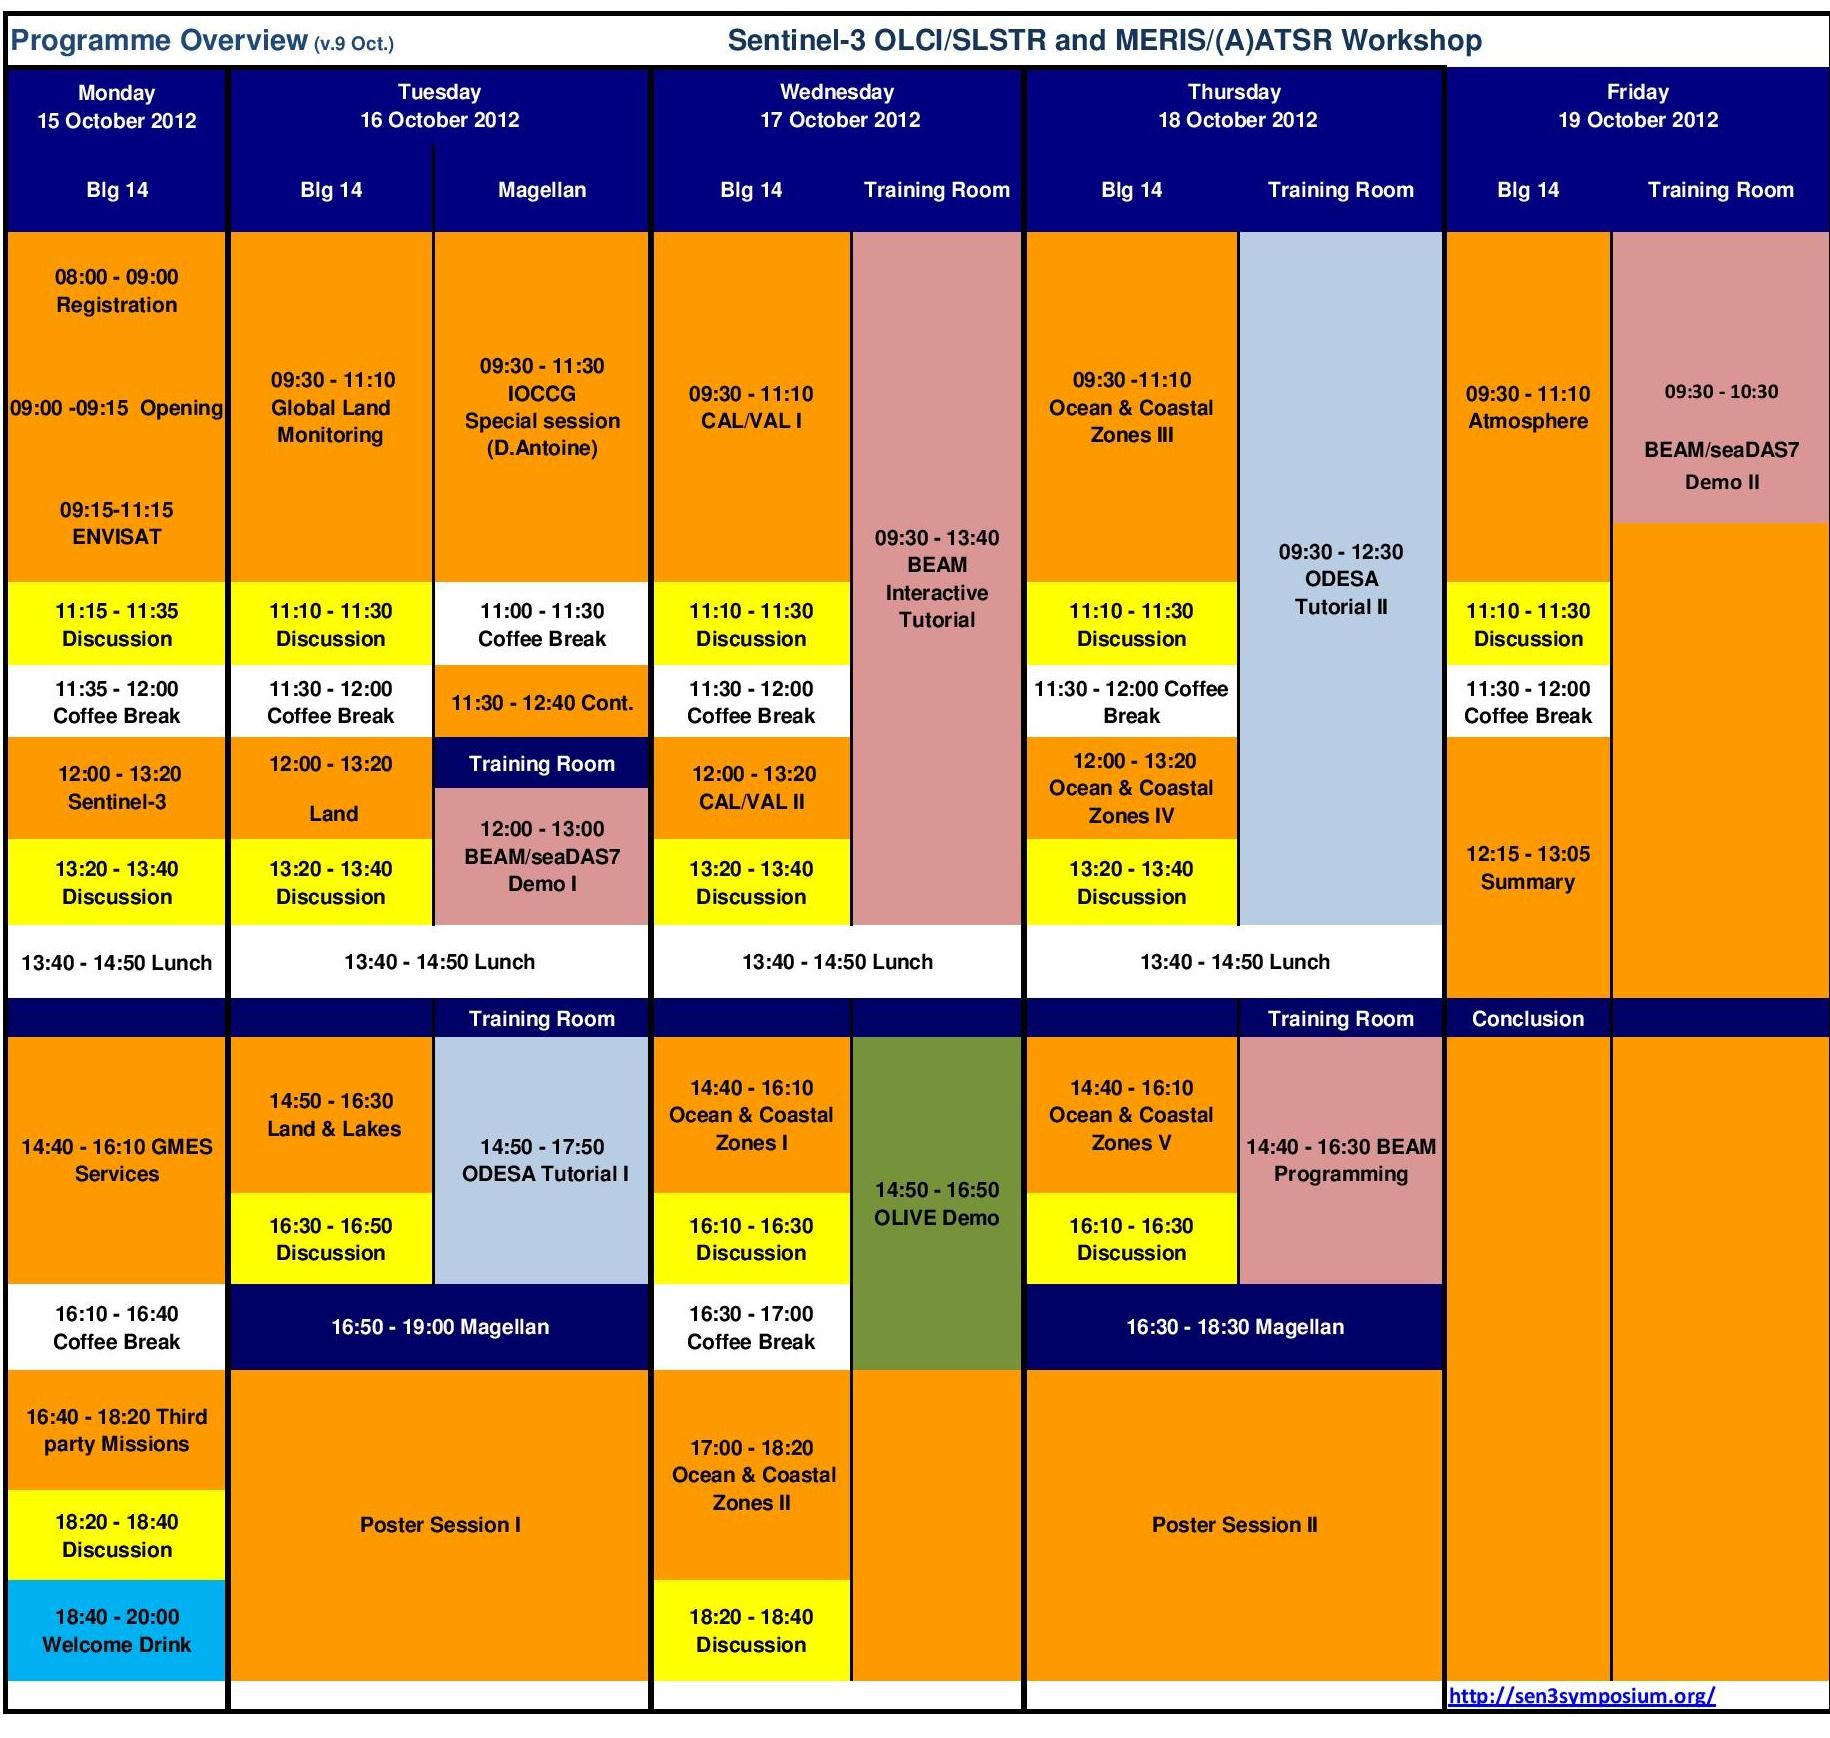 Programme Overview (v.9 Oct.)
Sentinel-3 OLCI/SLSTR and MERIS/(A)ATSR Workshop
Monday
15 October 2012
Blg 14
08:00 - 09:00
Registration
09:00 -09:15  Opening
09:15-11:15
ENVISAT
11:15 - 11:35
Discussion
11:35 - 12:00
Coffee Break
12:00 - 13:20
Sentinel-3
13:20 - 13:40
Discussion
13:40 - 14:50 Lunch
14:40 - 16:10 GMES
Services
16:10 - 16:40
Coffee Break
16:40 - 18:20 Third
party Missions
18:20 - 18:40
Discussion
18:40 - 20:00
Welcome Drink
Tuesday
16 October 2012
Blg 14
09:30 - 11:10
Global Land
Monitoring
11:10 - 11:30
Discussion
11:30 - 12:00
Coffee Break
12:00 - 13:20
Land
13:20 - 13:40
Discussion
Magellan
09:30 - 11:30
IOCCG
Special session
(D.Antoine)
11:00 - 11:30
Coffee Break
11:30 - 12:40 Cont.
Training Room
12:00 - 13:00
BEAM/seaDAS7
Demo I
13:40 - 14:50 Lunch
14:50 - 16:30
Land & Lakes
16:30 - 16:50
Discussion
Training Room
14:50 - 17:50
ODESA Tutorial I
16:50 - 19:00 Magellan
Poster Session I
Wednesday
17 October 2012
Blg 14
09:30 - 11:10
CAL/VAL I
11:10 - 11:30
Discussion
11:30 - 12:00
Coffee Break
12:00 - 13:20
CAL/VAL II
13:20 - 13:40
Discussion
Training Room
09:30 - 13:40
BEAM
Interactive
Tutorial
13:40 - 14:50 Lunch
14:40 - 16:10
Ocean & Coastal
Zones I
16:10 - 16:30
Discussion
16:30 - 17:00
Coffee Break
17:00 - 18:20
Ocean & Coastal
Zones II
18:20 - 18:40
Discussion
14:50 - 16:50
OLIVE Demo
Thursday
18 October 2012
Blg 14
09:30 -11:10
Ocean & Coastal
Zones III
11:10 - 11:30
Discussion
11:30 - 12:00 Coffee
Break
12:00 - 13:20
Ocean & Coastal
Zones IV
13:20 - 13:40
Discussion
Training Room
09:30 - 12:30
ODESA
Tutorial II
13:40 - 14:50 Lunch
14:40 - 16:10
Ocean & Coastal
Zones V
16:10 - 16:30
Discussion
Training Room
14:40 - 16:30 BEAM
Programming
16:30 - 18:30 Magellan
Poster Session II
Friday
19 October 2012
Blg 14
09:30 - 11:10
Atmosphere
11:10 - 11:30
Discussion
11:30 - 12:00
Coffee Break
12:15 - 13:05
Summary
Conclusion
Training Room
09:30 - 10:30
BEAM/seaDAS7
Demo II
http://sen3symposium.org/